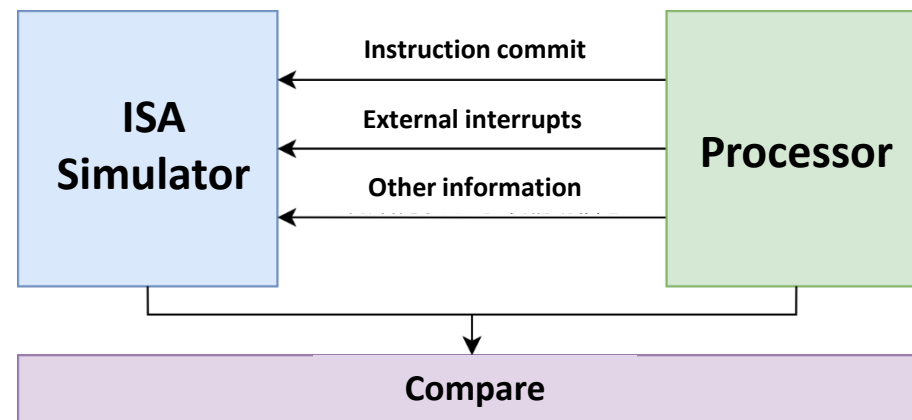 Instruction commit
ISA
Simulator
External interrupts
Processor
Other information
Compare